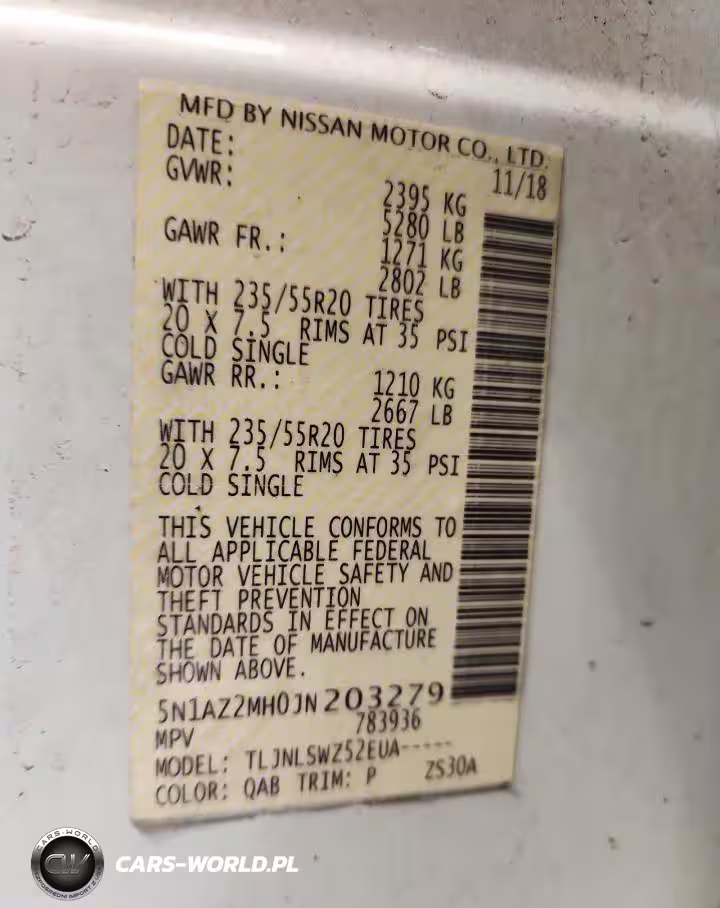 MFD BY NISSAN MOTOR CO., LTD.
DATE: 11/18
GVWR: 2395 KG
5280 LB
GAWR FR.: 1271 KG
2802 LB
WITH 235/55R20 TIRES
20 X 7.5 RIMS AT 35 PSI
COLD SINGLE
GAWR RR.: 1210 KG
2667 LB
WITH 235/55R20 TIRES
20 X 7.5 RIMS AT 35 PSI
COLD SINGLE
THIS VEHICLE CONFORMS TO
ALL APPLICABLE FEDERAL
MOTOR VEHICLE SAFETY AND
THEFT PREVENTION
STANDARDS IN EFFECT ON
THE DATE OF MANUFACTURE
SHOWN ABOVE.
5N1AZ2MH0JN203279
MPV 783936
MODEL: TLJNLSWZ52EUA-----
COLOR: QAB TRIM: P ZS30A
CARS-WORLD
CW
CARS-WORLD.PL